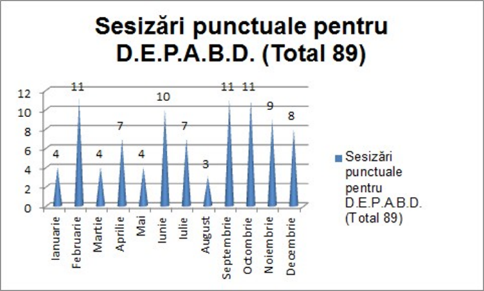 Sesizări punctuale pentru
D.E.P.A.B.D. (Total 89)
12
10
8
6
4
2
0
4
11
4
7
4
10
7
3
11
11
9
8
Ianuarie
Februarie
Martie
Aprilie
Mai
Iunie
Iulie
August
Septembrie
Octombrie
Noiembrie
Decembrie
Sesizări
punctuale
pentru
D.E.P.A.B.D.
(Total 89)